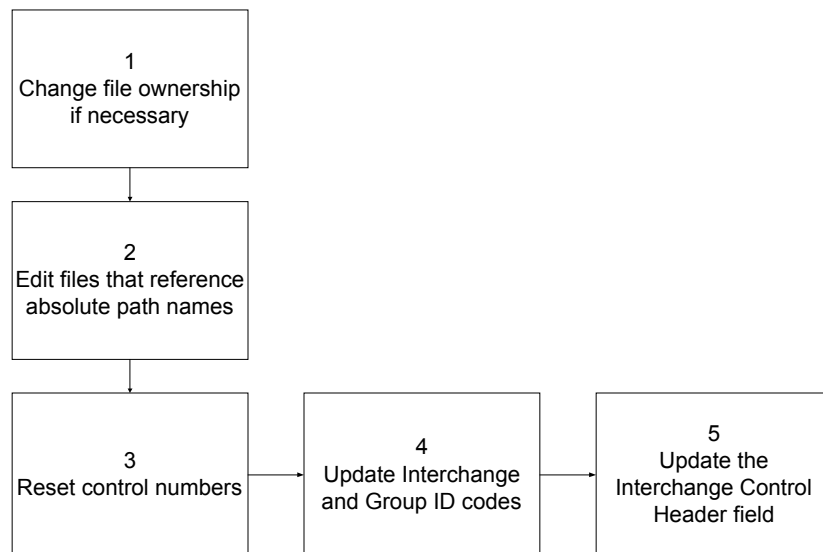 1
Change file ownership
if necessary
2
Edit files that reference
absolute path names
3
Reset control numbers
4
Update Interchange
and Group ID codes
5
Update the
Interchange Control
Header field